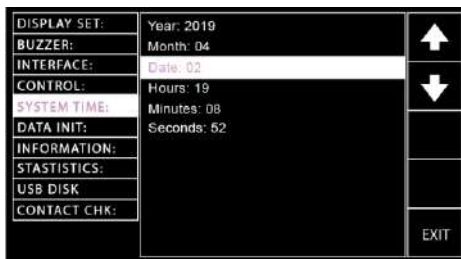 DISPLAY SET:
BUZZER:
INTERFACE:
CONTROL:
SYSTEM TIME:
DATA INIT:
INFORMATION:
STASTISTICS:
USB DISK
CONTACT CHK:
Year: 2019
Month: 04
Date: 02
Hours: 19
Minutes: 08
Seconds: 52
EXIT